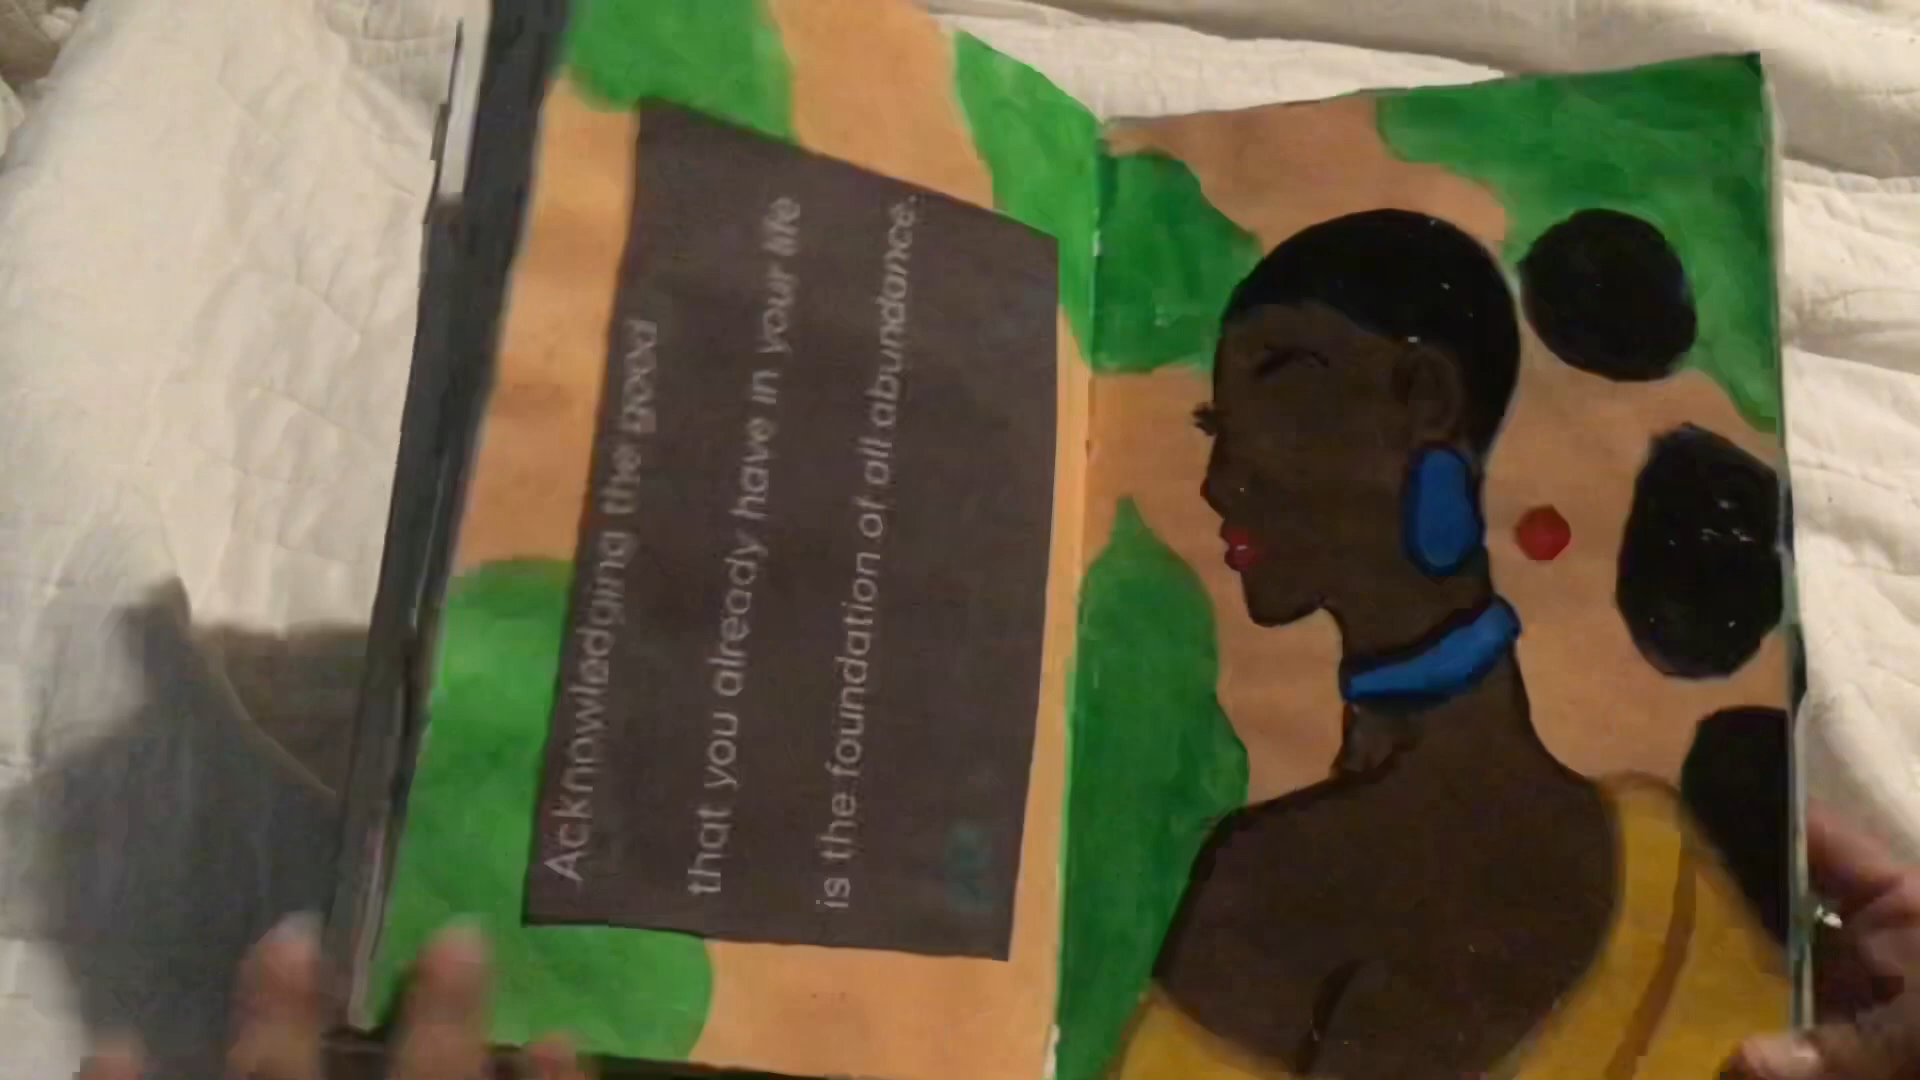 Acknowledging the good
that you already have in your life
is the foundation of all abundance.